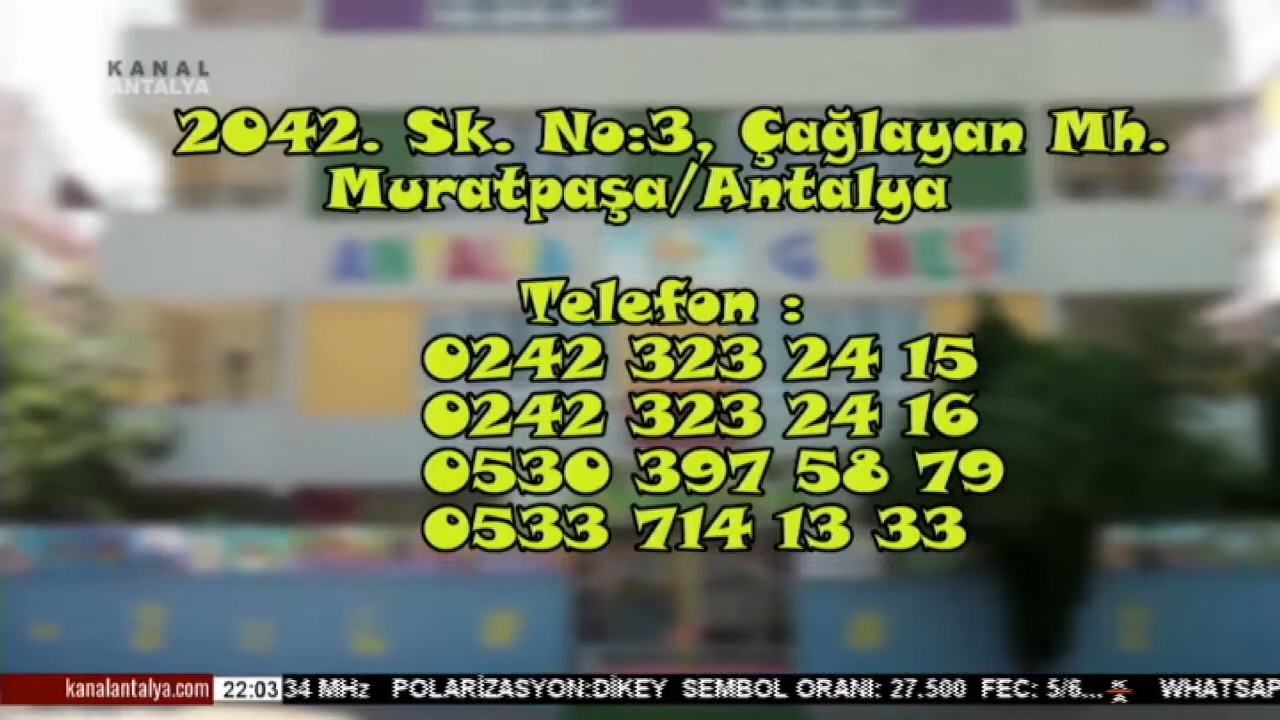 KANAL
ANTALYA
2042. Sk. No:3, Çağlayan Mh.
Muratpaşa/Antalya
ANTALYA GÜNEŞİ
Telefon :
0242 323 24 15
0242 323 24 16
0530 397 58 79
0533 714 13 33
kanalantalya.com 22:03 34 MHz POLARİZASYON:DİKEY SEMBOL ORANI: 27.500 FEC: 5/6... WHATSAP